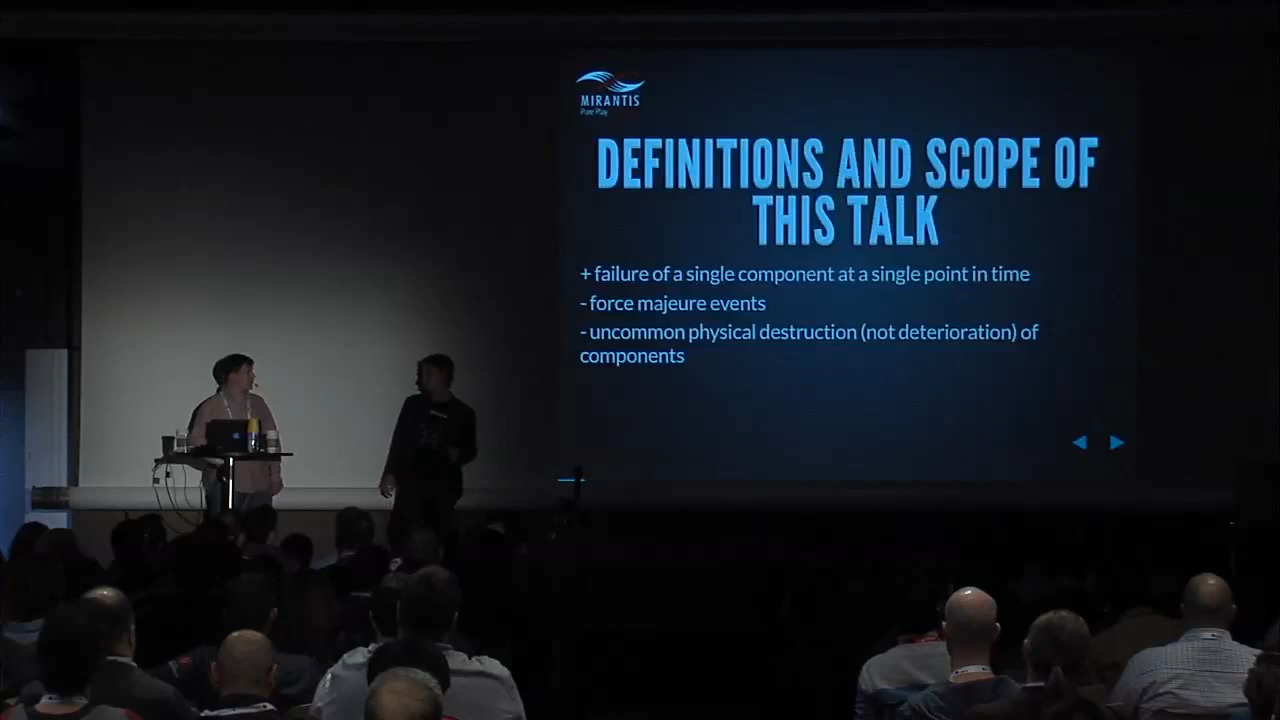 MIRANTIS
Pure Play
DEFINITIONS AND SCOPE OF
THIS TALK
+ failure of a single component at a single point in time
- force majeure events
- uncommon physical destruction (not deterioration) of
components